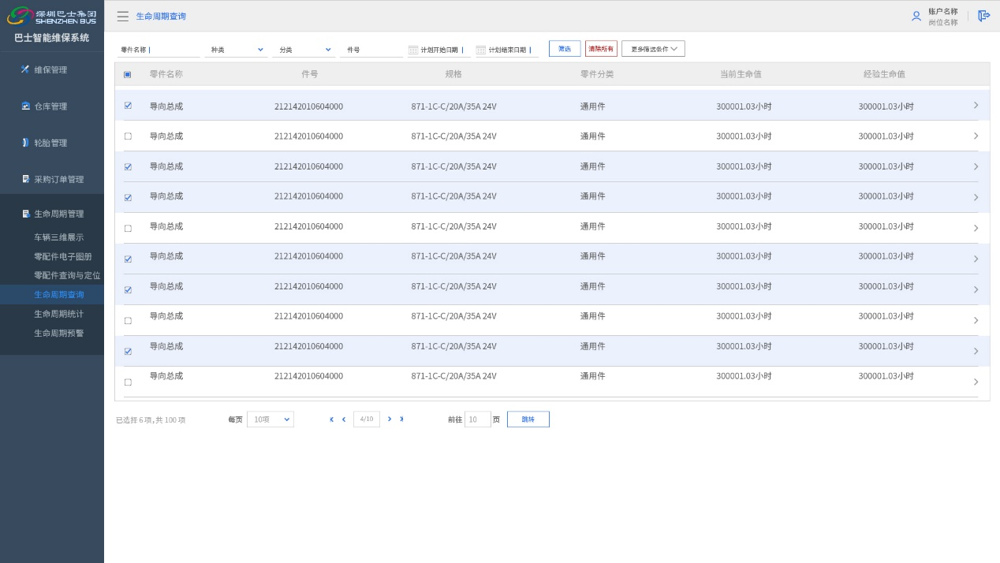 深圳巴士集团
SHENZHEN BUS
巴士智能维保系统
维保管理
仓库管理
轮胎管理
采购订单管理
生命周期管理
车辆三维展示
零配件电子图册
零配件查询与定位
生命周期查询
生命周期统计
生命周期预警
生命周期查询
账户名称
岗位名称
零件名称 种类 分类 件号 计划开始日期 计划结束日期 筛选 清除所有 更多筛选条件
零件名称 件号 规格 零件分类 当前生命值 经验生命值
导向总成 212142010604000 871-1C-C/20A/35A 24V 通用件 300001.03小时 300001.03小时
导向总成 212142010604000 871-1C-C/20A/35A 24V 通用件 300001.03小时 300001.03小时
导向总成 212142010604000 871-1C-C/20A/35A 24V 通用件 300001.03小时 300001.03小时
导向总成 212142010604000 871-1C-C/20A/35A 24V 通用件 300001.03小时 300001.03小时
导向总成 212142010604000 871-1C-C/20A/35A 24V 通用件 300001.03小时 300001.03小时
导向总成 212142010604000 871-1C-C/20A/35A 24V 通用件 300001.03小时 300001.03小时
导向总成 212142010604000 871-1C-C/20A/35A 24V 通用件 300001.03小时 300001.03小时
导向总成 212142010604000 871-1C-C/20A/35A 24V 通用件 300001.03小时 300001.03小时
导向总成 212142010604000 871-1C-C/20A/35A 24V 通用件 300001.03小时 300001.03小时
导向总成 212142010604000 871-1C-C/20A/35A 24V 通用件 300001.03小时 300001.03小时
已选择 6 项, 共 100 项 每页 10项 4/10 前往 10 页 跳转